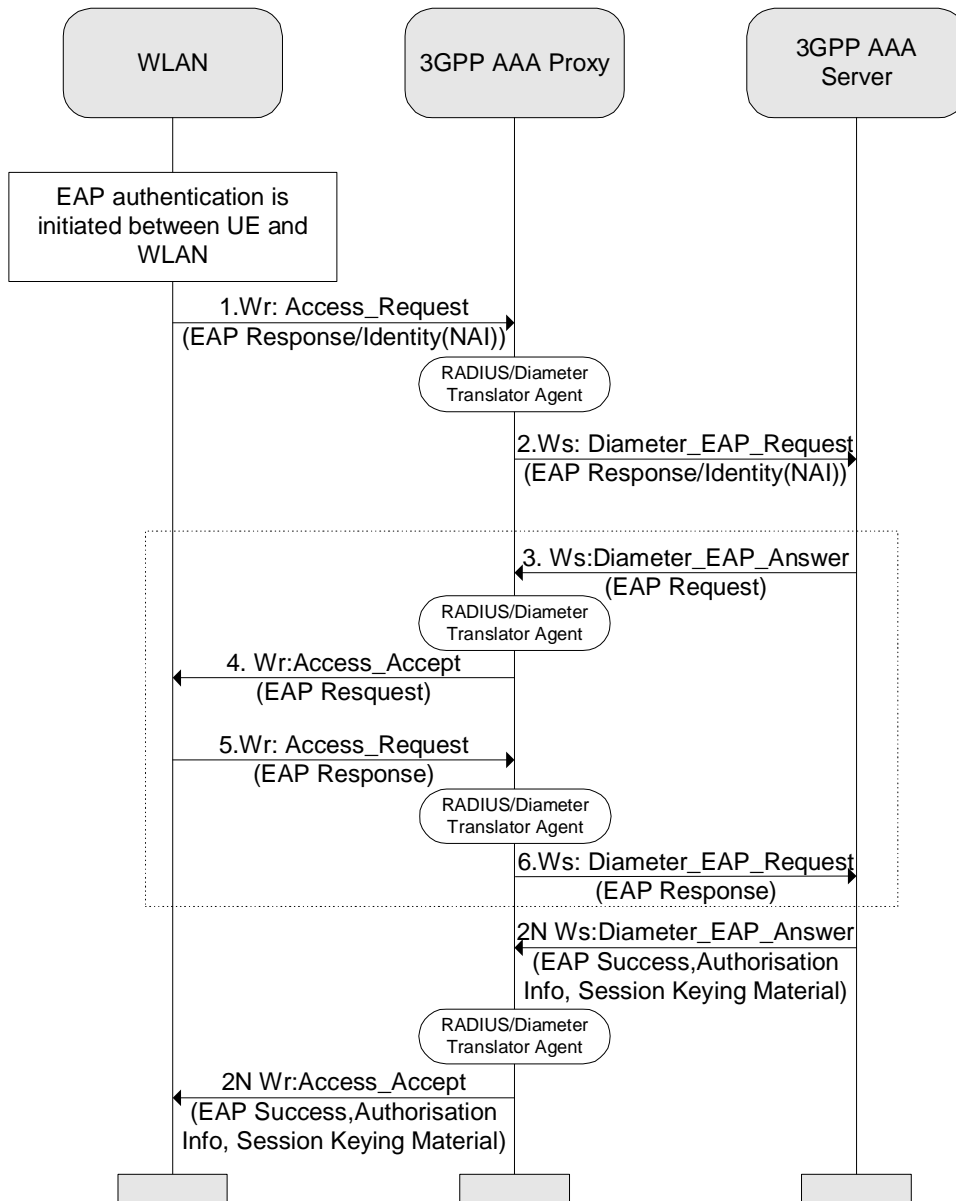 WLAN
3GPP AAA Proxy
3GPP AAA
Server
EAP authentication is
initiated between UE and
WLAN
1.Wr: Access_Request
(EAP Response/Identity(NAI))
RADIUS/Diameter
Translator Agent
2.Ws: Diameter_EAP_Request
(EAP Response/Identity(NAI))
3. Ws:Diameter_EAP_Answer
(EAP Request)
RADIUS/Diameter
Translator Agent
4. Wr:Access_Accept
(EAP Resquest)
5.Wr: Access_Request
(EAP Response)
RADIUS/Diameter
Translator Agent
6.Ws: Diameter_EAP_Request
(EAP Response)
2N Ws:Diameter_EAP_Answer
(EAP Success,Authorisation
Info, Session Keying Material)
RADIUS/Diameter
Translator Agent
2N Wr:Access_Accept
(EAP Success,Authorisation
Info, Session Keying Material)